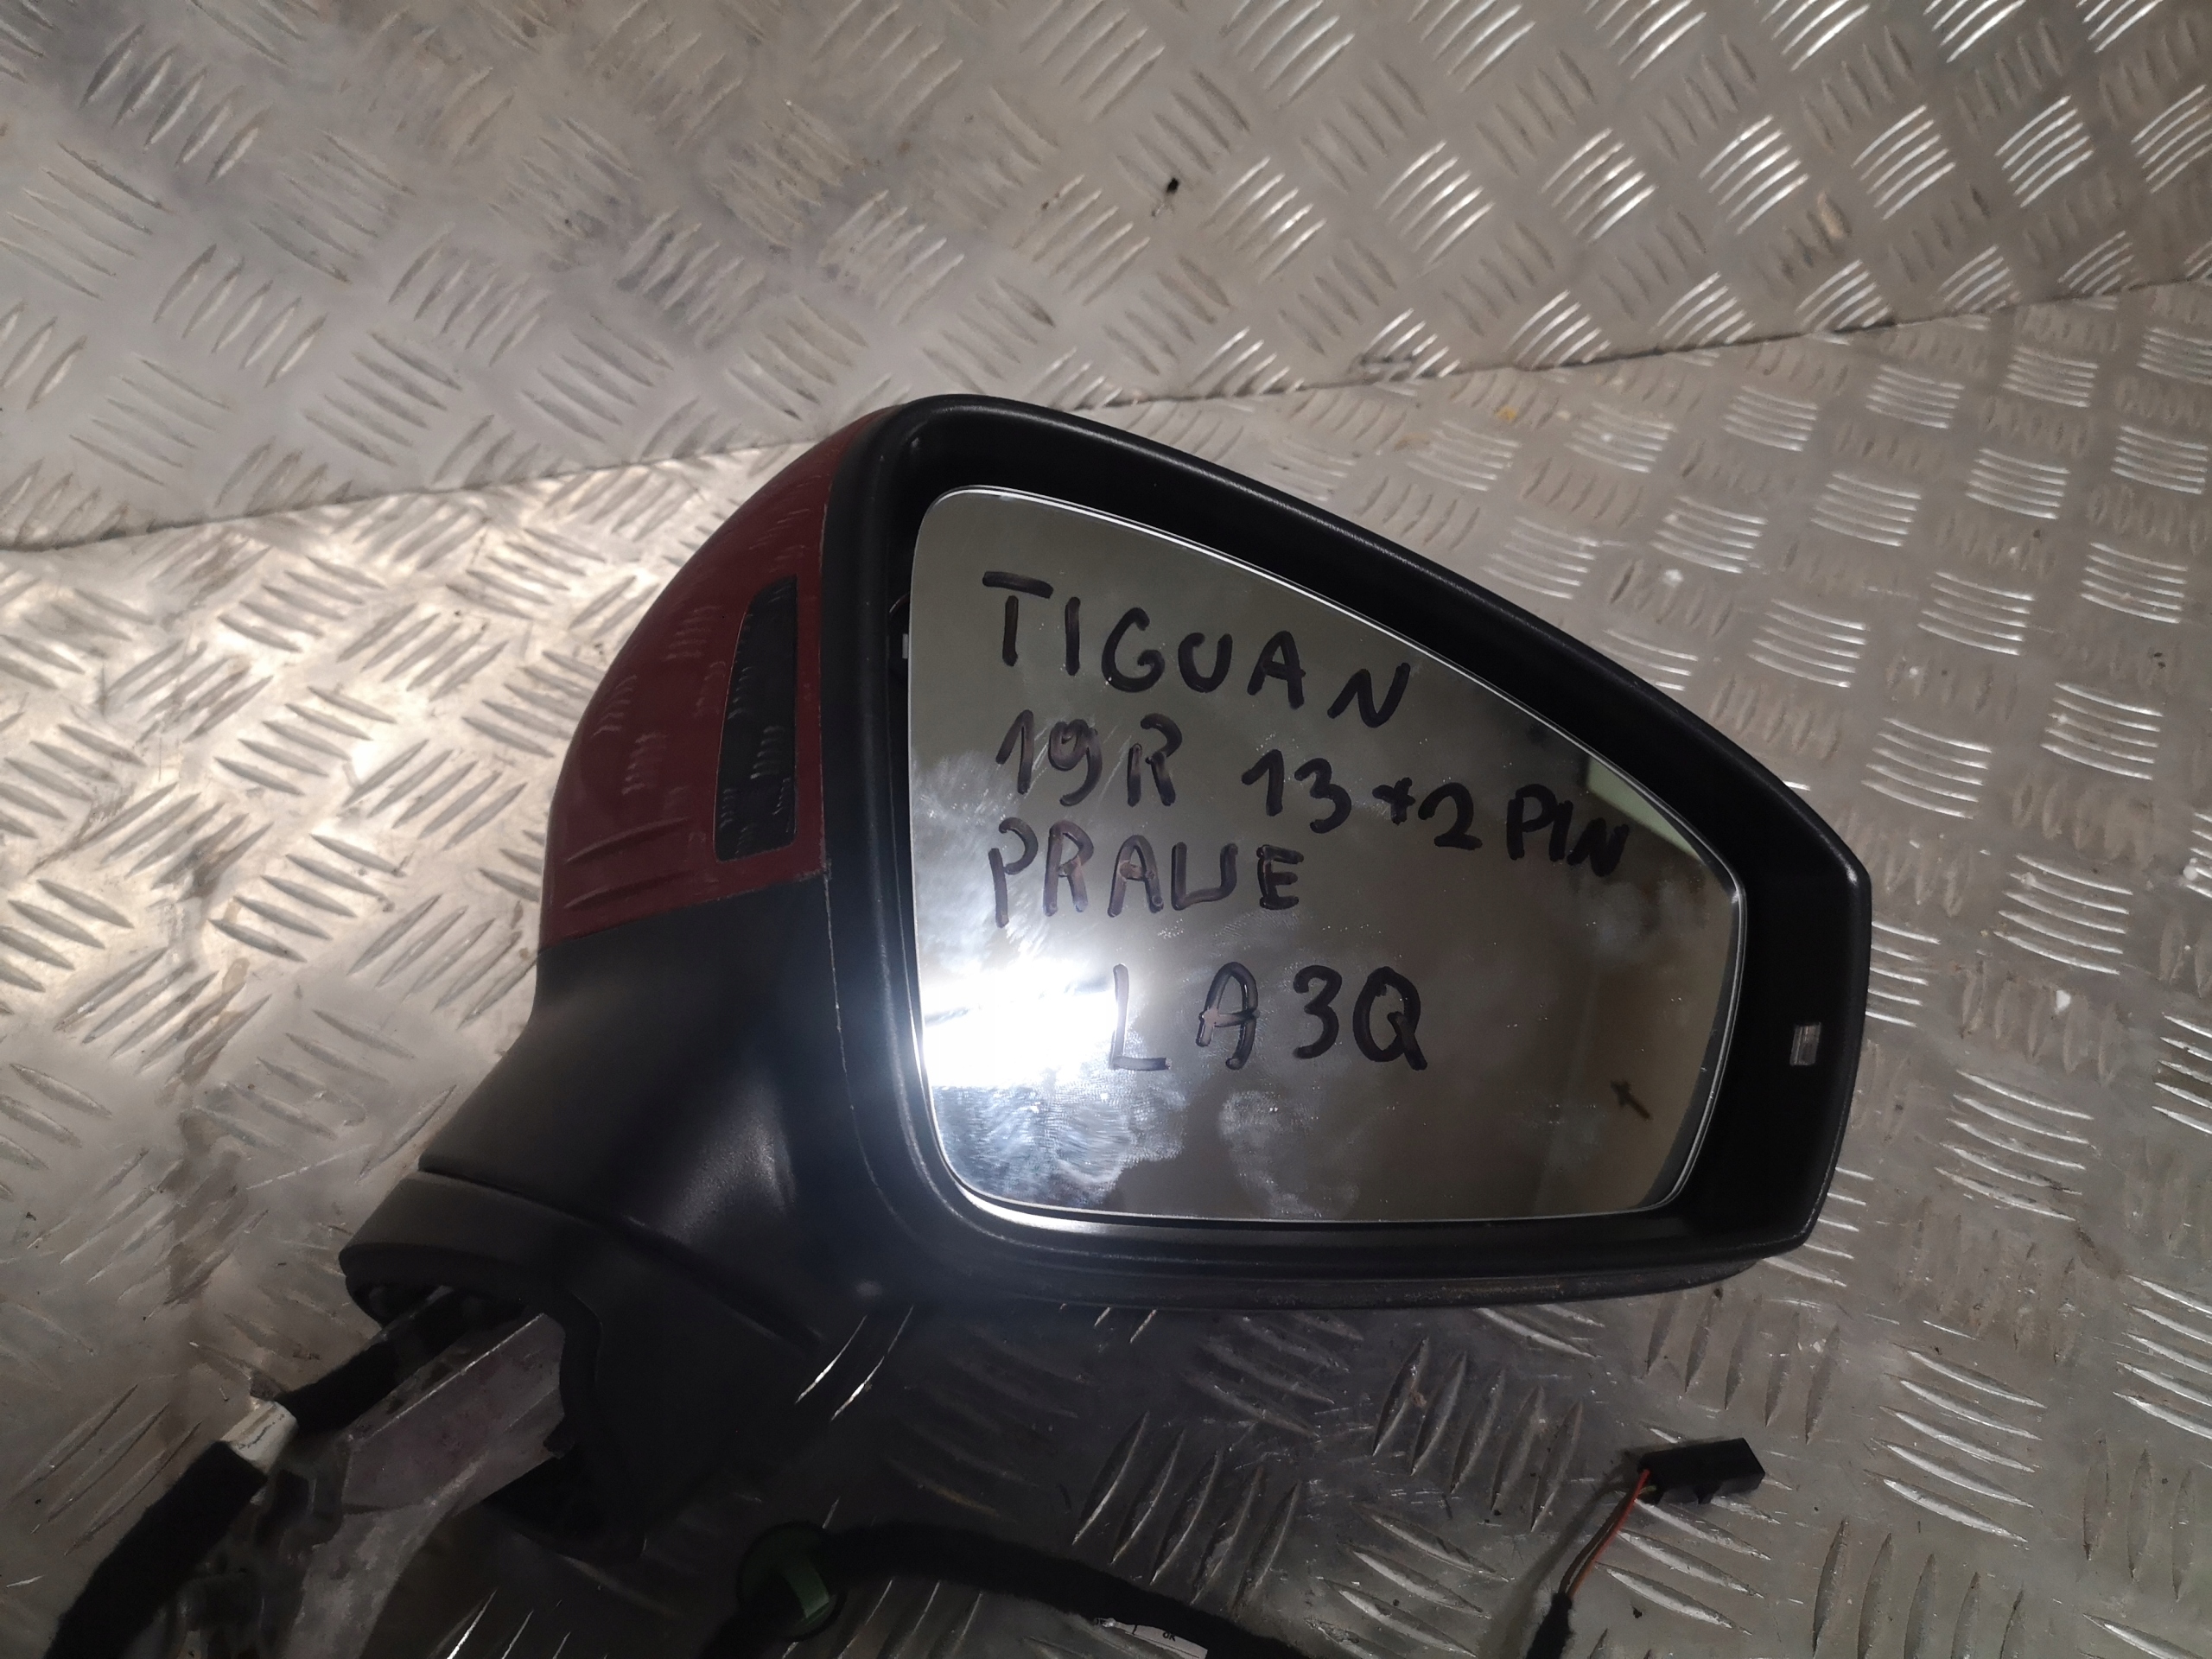 TIGUAN
19R 13+2 PIN
PRAWE
LA3Q